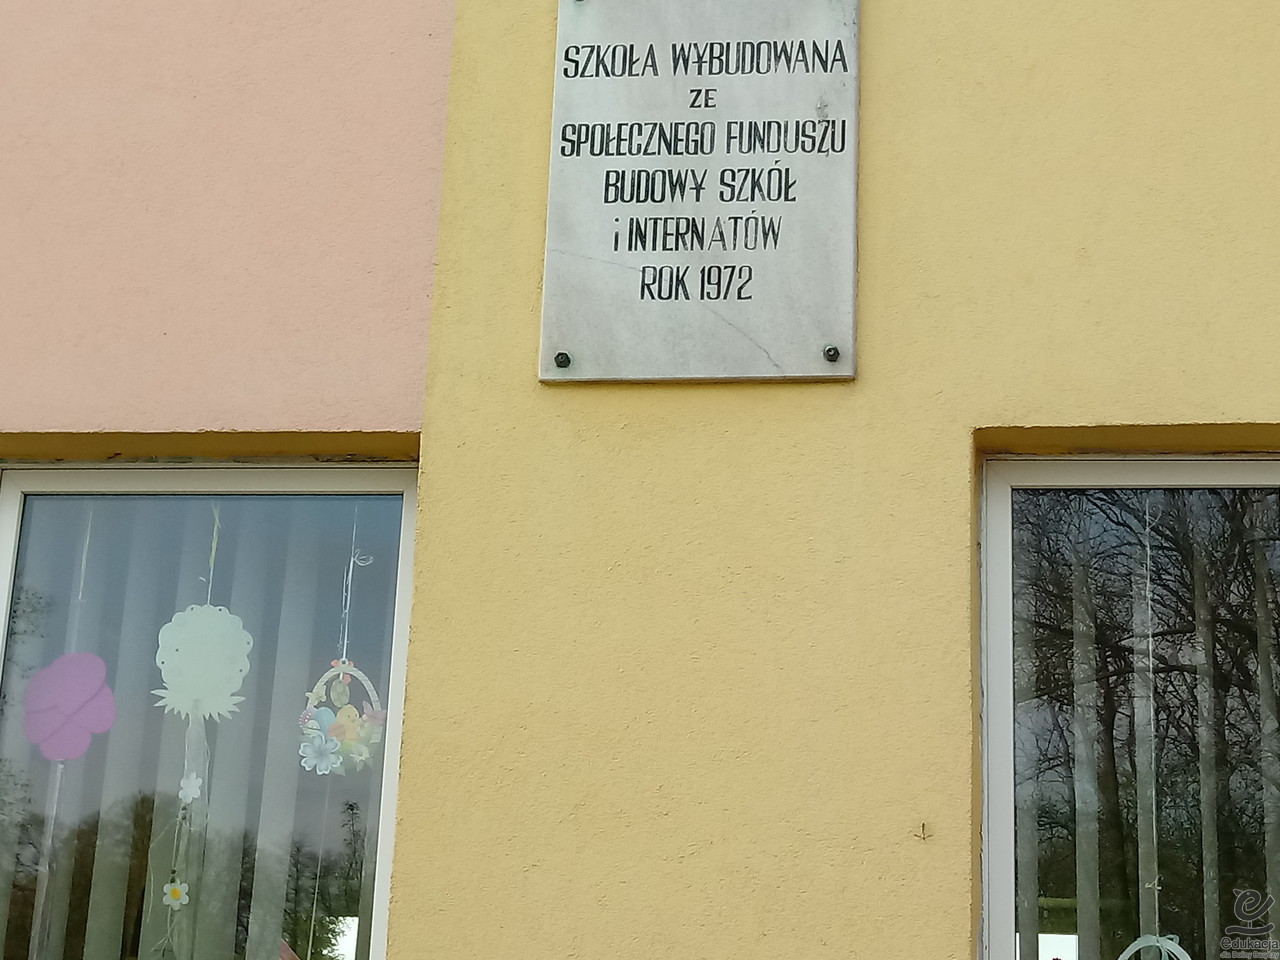 SZKOŁA WYBUDOWANA
ZE
SPOŁECZNEGO FUNDUSZU
BUDOWY SZKÓŁ
i INTERNATÓW
ROK 1972
edukacja